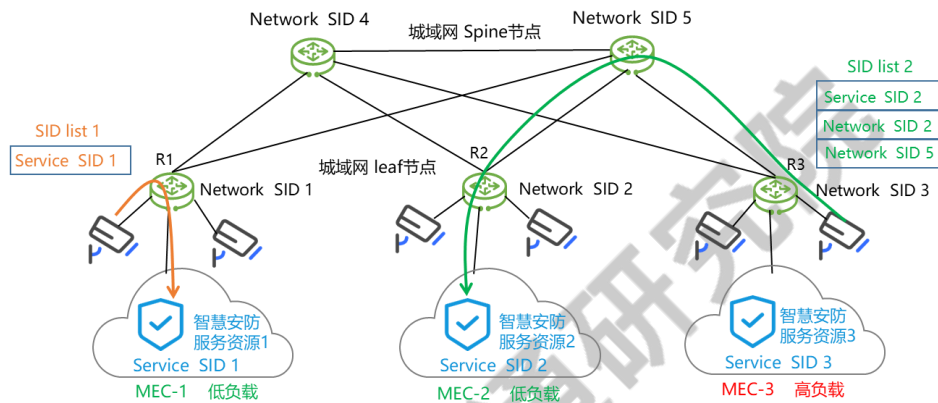 Network SID 4
城域网 Spine节点
Network SID 5
SID list 2
Service SID 2
Network SID 2
Network SID 5
SID list 1
Service SID 1
R1
城域网 leaf节点
R2
R3
Network SID 1
Network SID 2
Network SID 3
智慧安防
服务资源1
Service SID 1
MEC-1 低负载
智慧安防
服务资源2
Service SID 2
MEC-2 低负载
智慧安防
服务资源3
Service SID 3
MEC-3 高负载
研究院